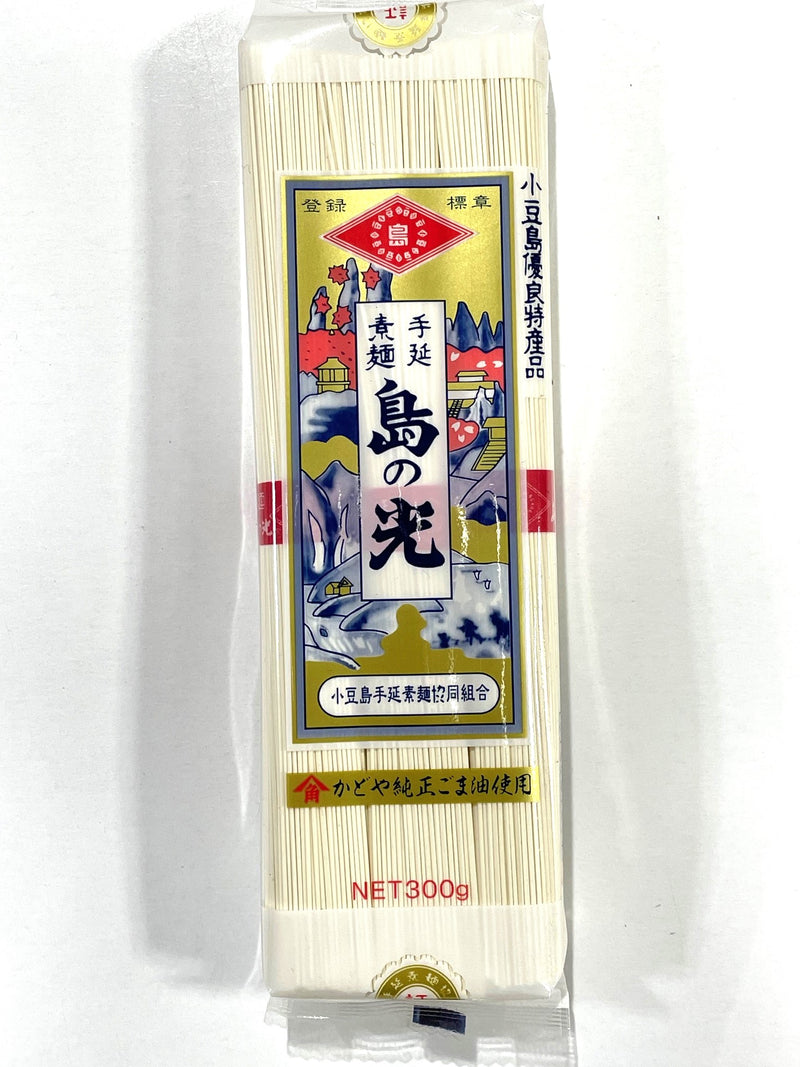 登録
標章
島
小豆島優良特産品
手延
素麺
島の光
小豆島手延素麺協同組合
角
かどや純正ごま油使用
NET300g